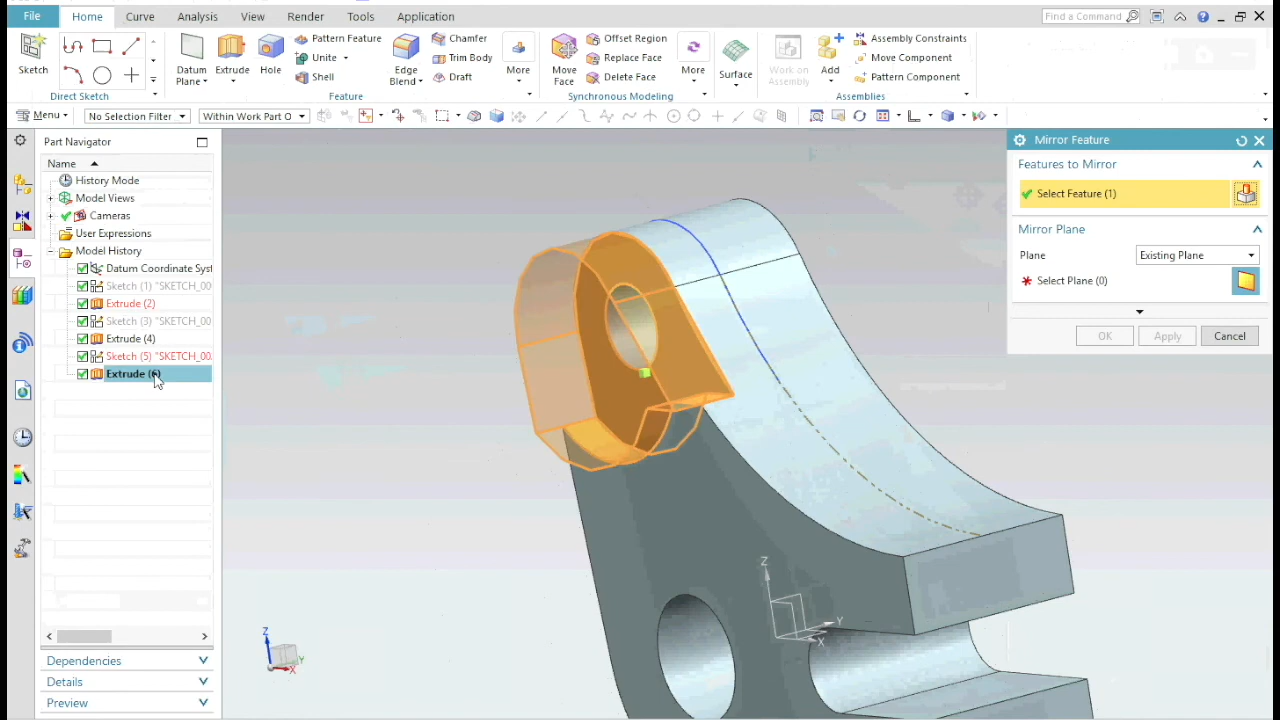 File Home Curve Analysis View Render Tools Application Find a Command
Sketch
Direct Sketch
Datum Plane Extrude Hole
Pattern Feature
Unite
Shell
Edge Blend
Chamfer
Trim Body
Draft
More
Feature
Move Face
Offset Region
Replace Face
Delete Face
More
Synchronous Modeling
Surface
Work on Assembly
Add
Assembly Constraints
Move Component
Pattern Component
Assemblies
Menu No Selection Filter Within Work Part O
Part Navigator
Name
History Mode
Model Views
Cameras
User Expressions
Model History
Datum Coordinate Syst
Sketch (1) "SKETCH_00
Extrude (2)
Sketch (3) "SKETCH_00
Extrude (4)
Sketch (5) "SKETCH_00
Extrude (6)
Dependencies
Details
Preview
Mirror Feature
Features to Mirror
Select Feature (1)
Mirror Plane
Plane Existing Plane
Select Plane (0)
OK Apply Cancel
Z
Y
X
Z
Y
X